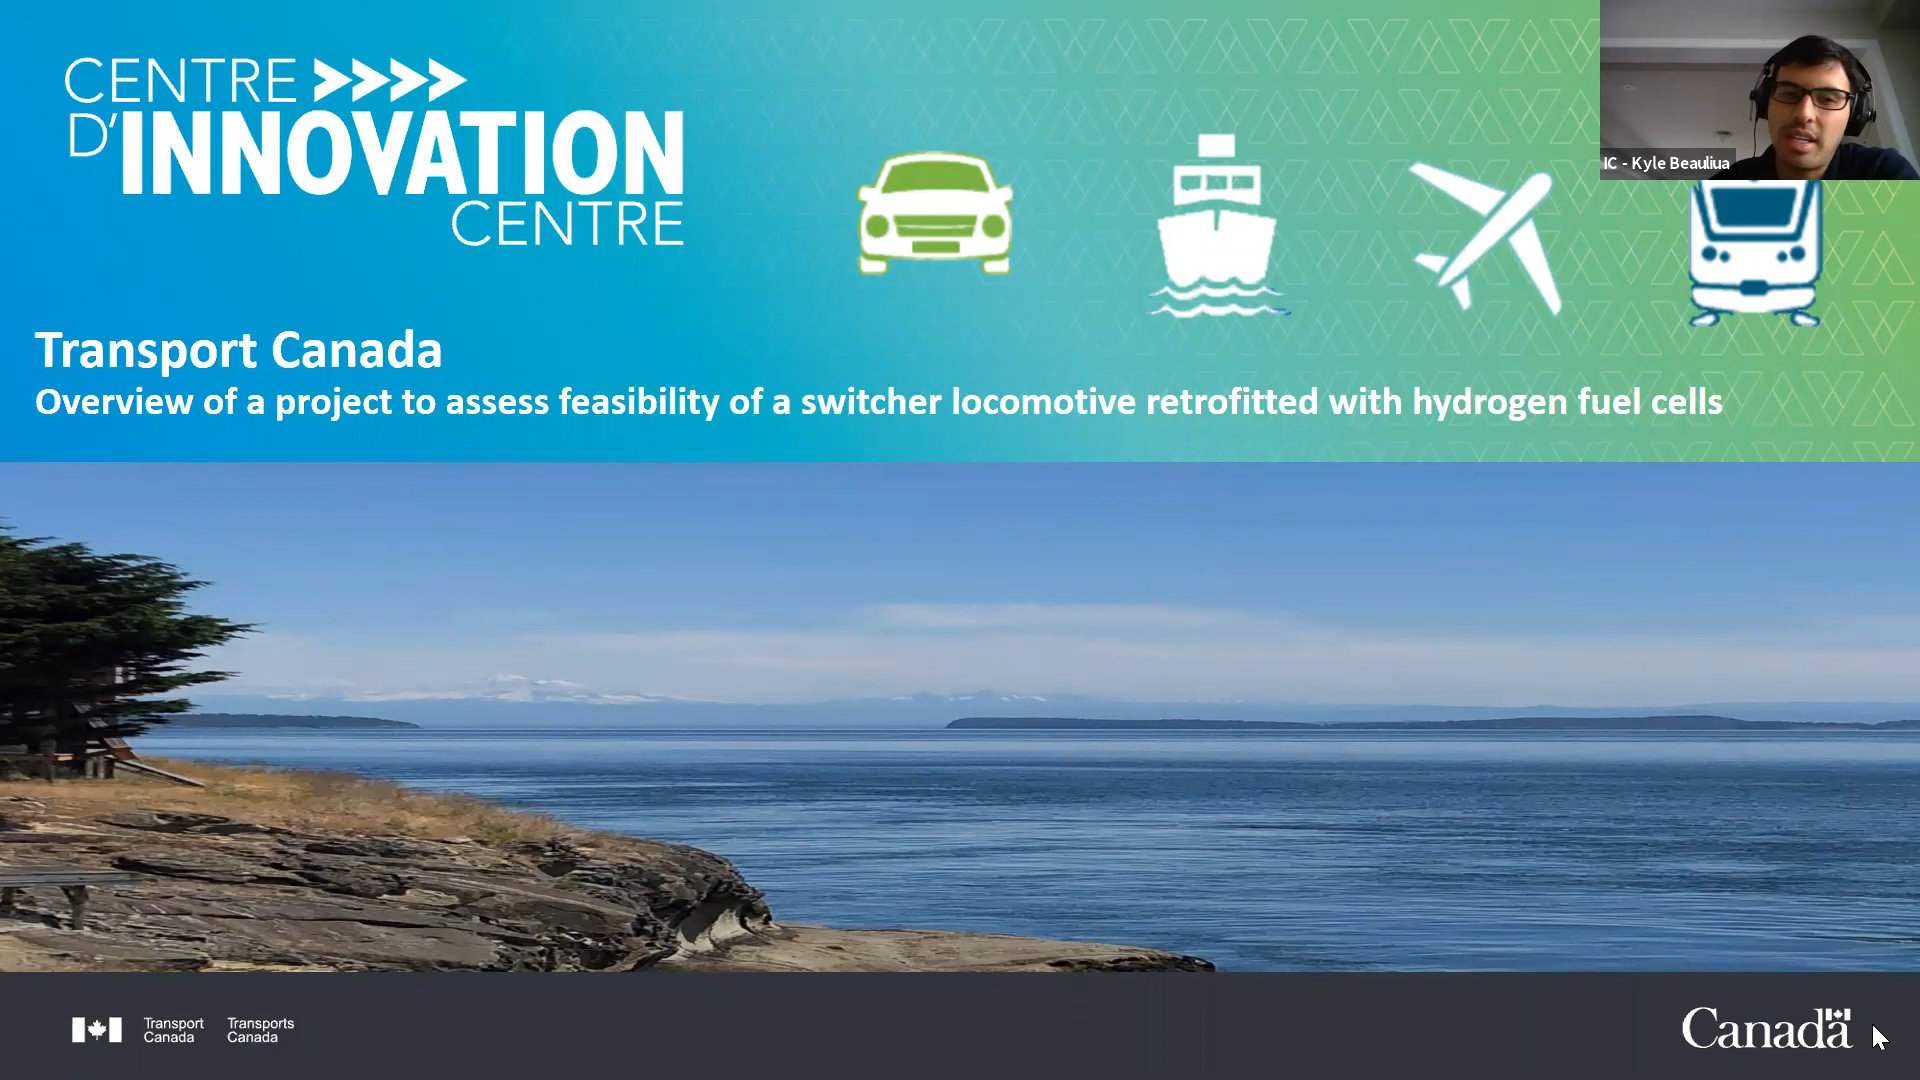 CENTRE
D'INNOVATION
CENTRE
IC - Kyle Beauliua
Transport Canada
Overview of a project to assess feasibility of a switcher locomotive retrofitted with hydrogen fuel cells
Transport Canada
Transports Canada
Canada